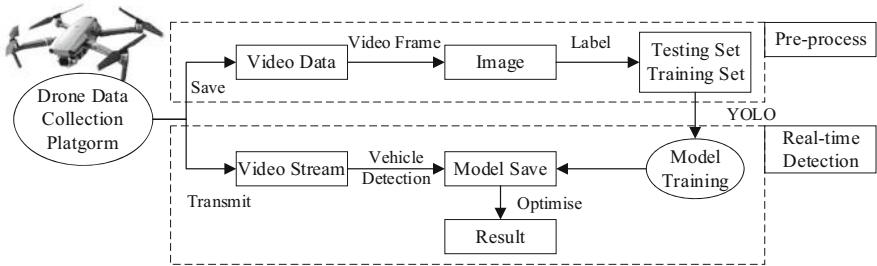 Drone Data
Collection
Platgorm
Save
Transmit
Video Data
Video Frame
Image
Label
Testing Set
Training Set
Pre-process
YOLO
Real-time
Detection
Video Stream
Vehicle
Detection
Model Save
Model
Training
Optimise
Result